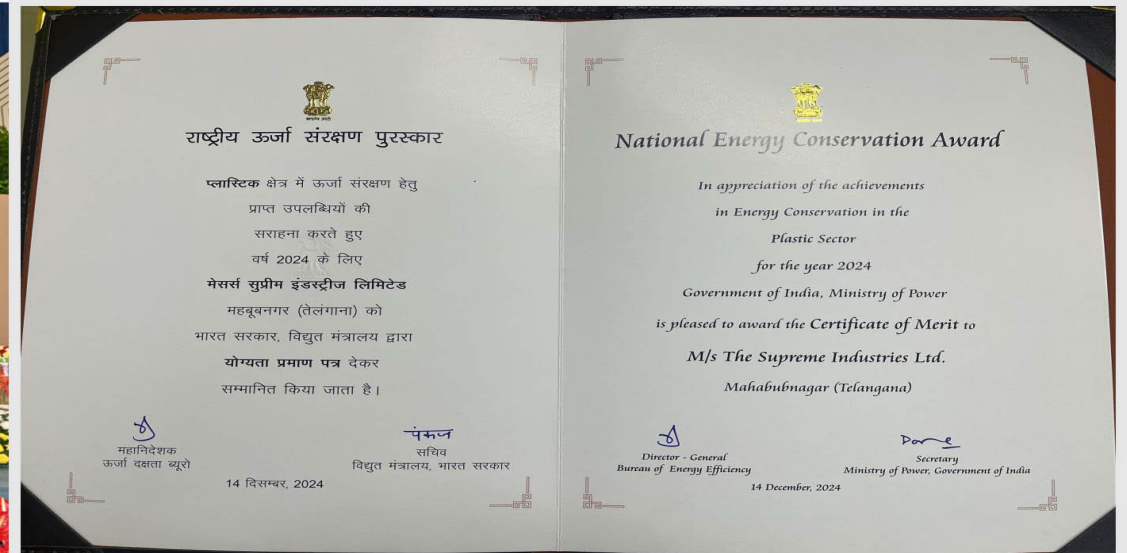 राष्ट्रीय ऊर्जा संरक्षण पुरस्कार
प्लास्टिक क्षेत्र में ऊर्जा संरक्षण हेतु
प्राप्त उपलब्धियों की
सराहना करते हुए
वर्ष 2024 के लिए
मेसर्स सुप्रीम इंडस्ट्रीज लिमिटेड
महबूबनगर (तेलंगाना) को
भारत सरकार, विद्युत मंत्रालय द्वारा
योग्यता प्रमाण पत्र देकर
सम्मानित किया जाता है।
पंकज
महानिदेशक
ऊर्जा दक्षता ब्यूरो
सचिव
विद्युत मंत्रालय, भारत सरकार
14 दिसम्बर, 2024
National Energy Conservation Award
In appreciation of the achievements
in Energy Conservation in the
Plastic Sector
for the year 2024
Government of India, Ministry of Power
is pleased to award the Certificate of Merit to
M/s The Supreme Industries Ltd.
Mahabubnagar (Telangana)
Director - General
Bureau of Energy Efficiency
Secretary
Ministry of Power, Government of India
14 December, 2024